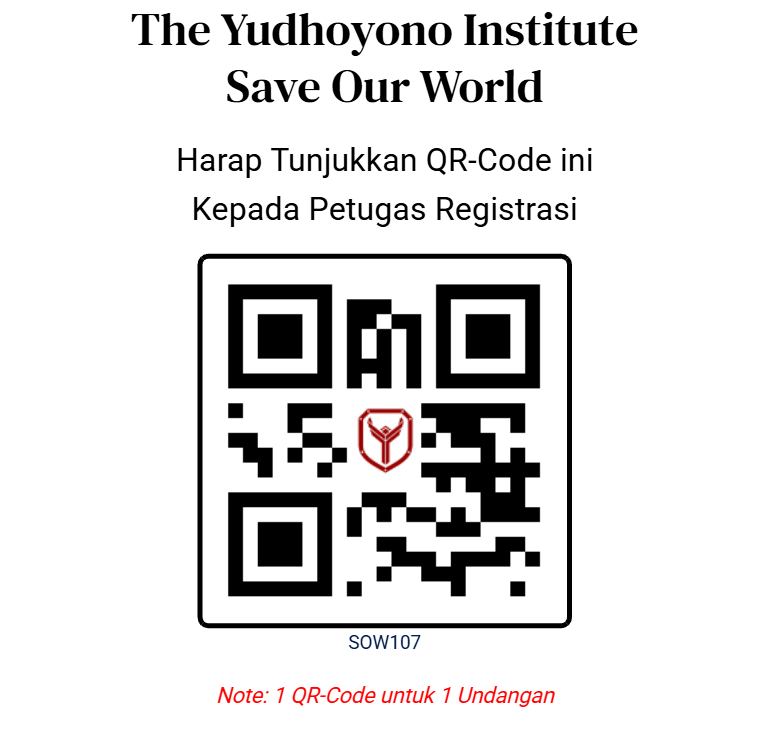 The Yudhoyono Institute
Save Our World
Harap Tunjukkan QR-Code ini
Kepada Petugas Registrasi
SOW107
Note: 1 QR-Code untuk 1 Undangan